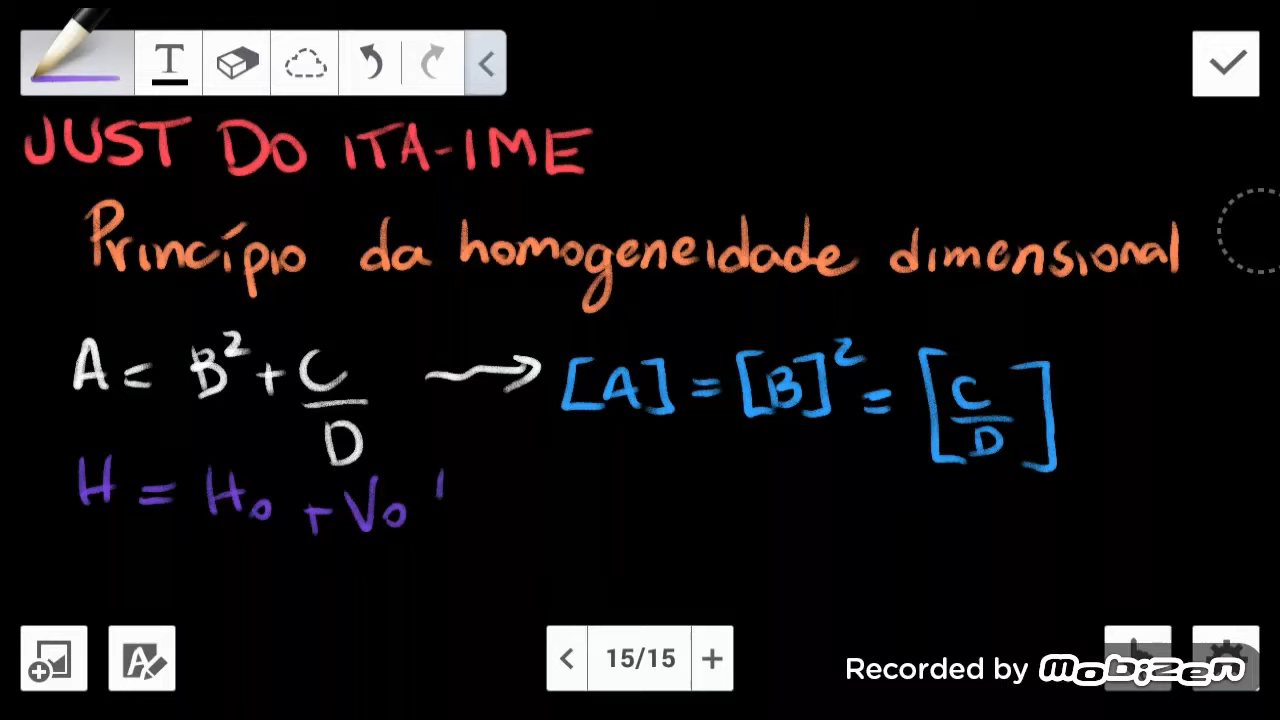 T
JUST DO ITA-IME
Princípio da homogeneidade dimensional
A = B² + C/D → [A] = [B]² = [C/D]
H = H₀ + V₀
A
15/15
Recorded by mobizen